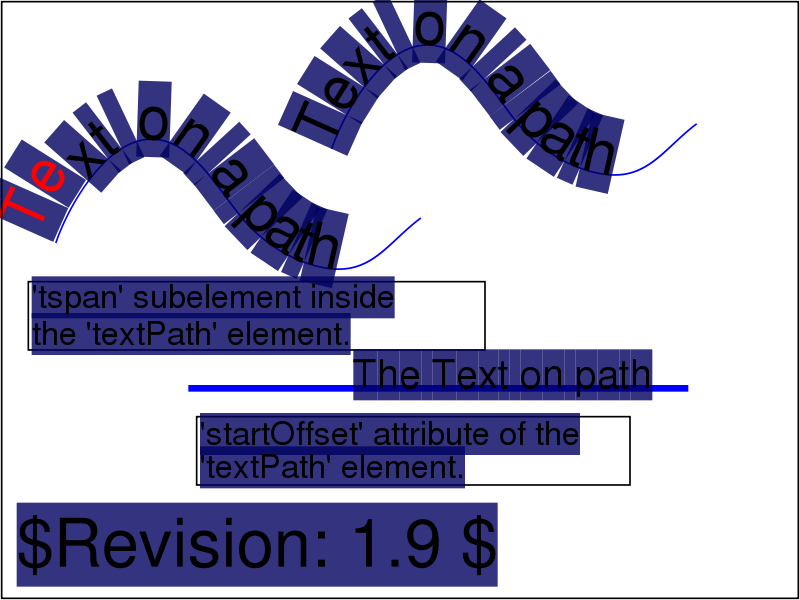 Text on a path
Text on a path
'tspan' subelement inside
the 'textPath' element.
The Text on path
'startOffset' attribute of the
'textPath' element.
$Revision: 1.9 $